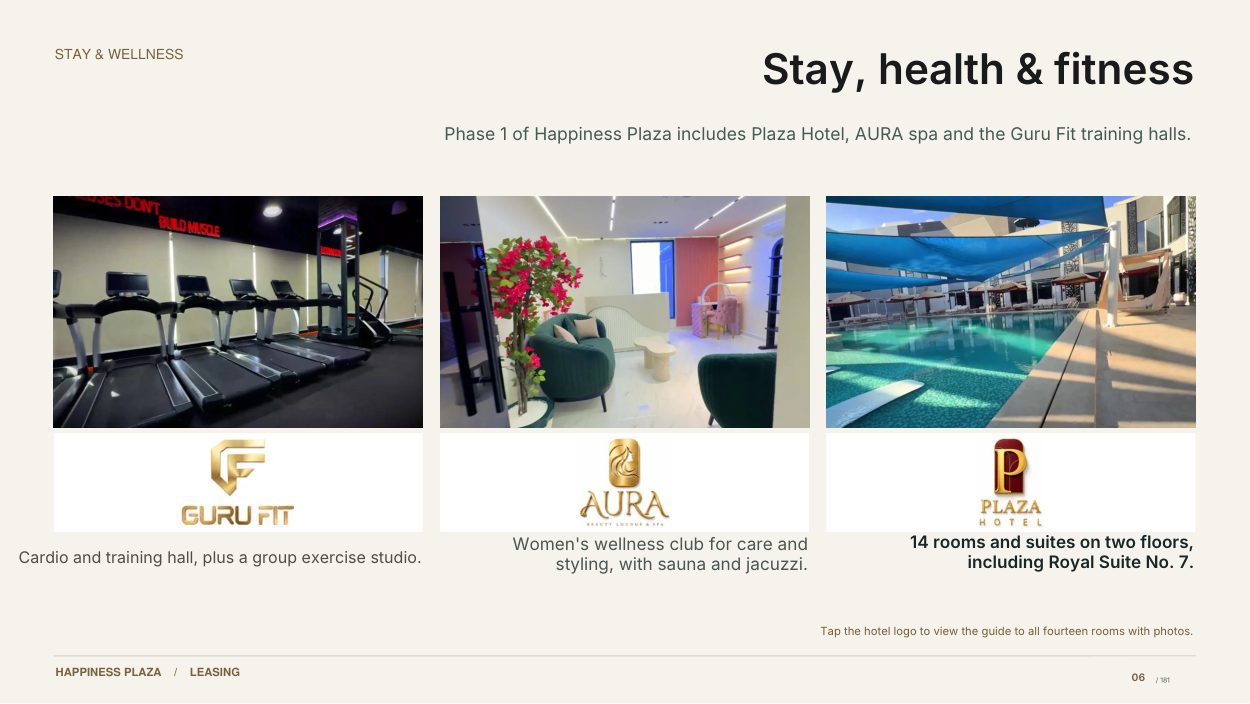 STAY & WELLNESS
Stay, health & fitness
Phase 1 of Happiness Plaza includes Plaza Hotel, AURA spa and the Guru Fit training halls.
DON'T
BUILD MUSCLE
GURU FIT
AURA
BEAUTY LOUNGE & SPA
P
PLAZA
HOTEL
Cardio and training hall, plus a group exercise studio.
Women's wellness club for care and
styling, with sauna and jacuzzi.
14 rooms and suites on two floors,
including Royal Suite No. 7.
Tap the hotel logo to view the guide to all fourteen rooms with photos.
HAPPINESS PLAZA / LEASING
06 / 181